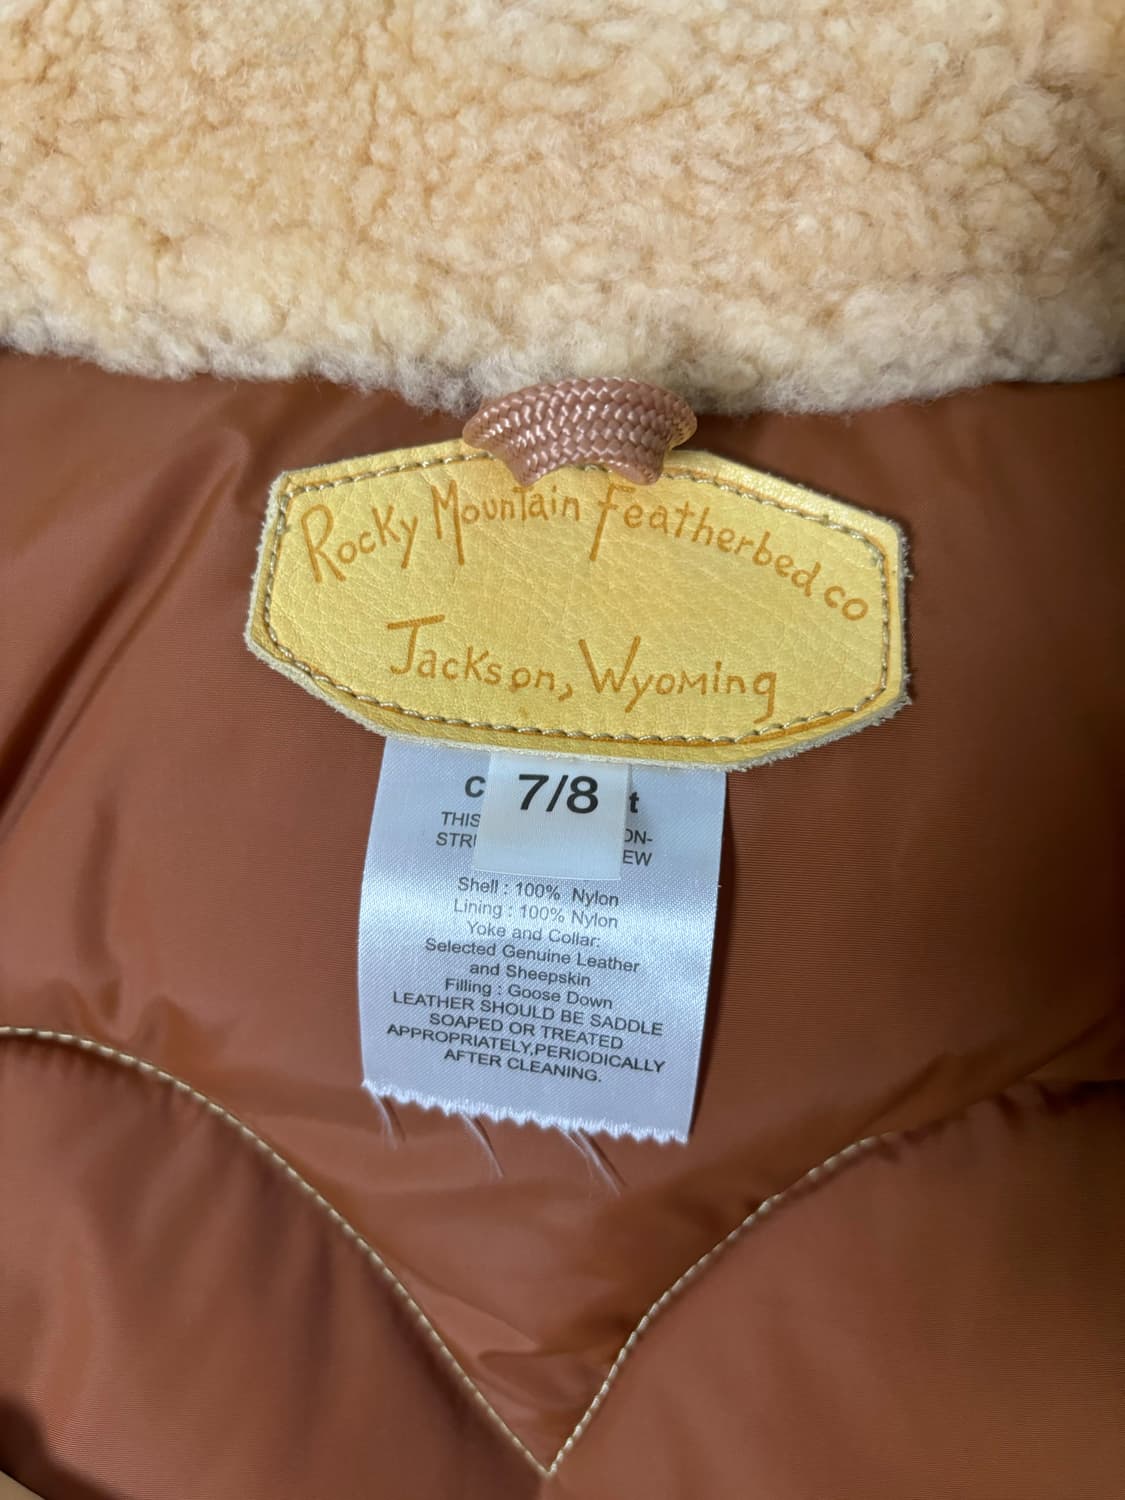 Rocky Mountain Featherbed co
Jackson, Wyoming
7/8
THIS
Shell : 100% Nylon
Lining : 100% Nylon
Yoke and Collar:
Selected Genuine Leather
and Sheepskin
Filling : Goose Down
LEATHER SHOULD BE SADDLE
SOAPED OR TREATED
APPROPRIATELY,PERIODICALLY
AFTER CLEANING.